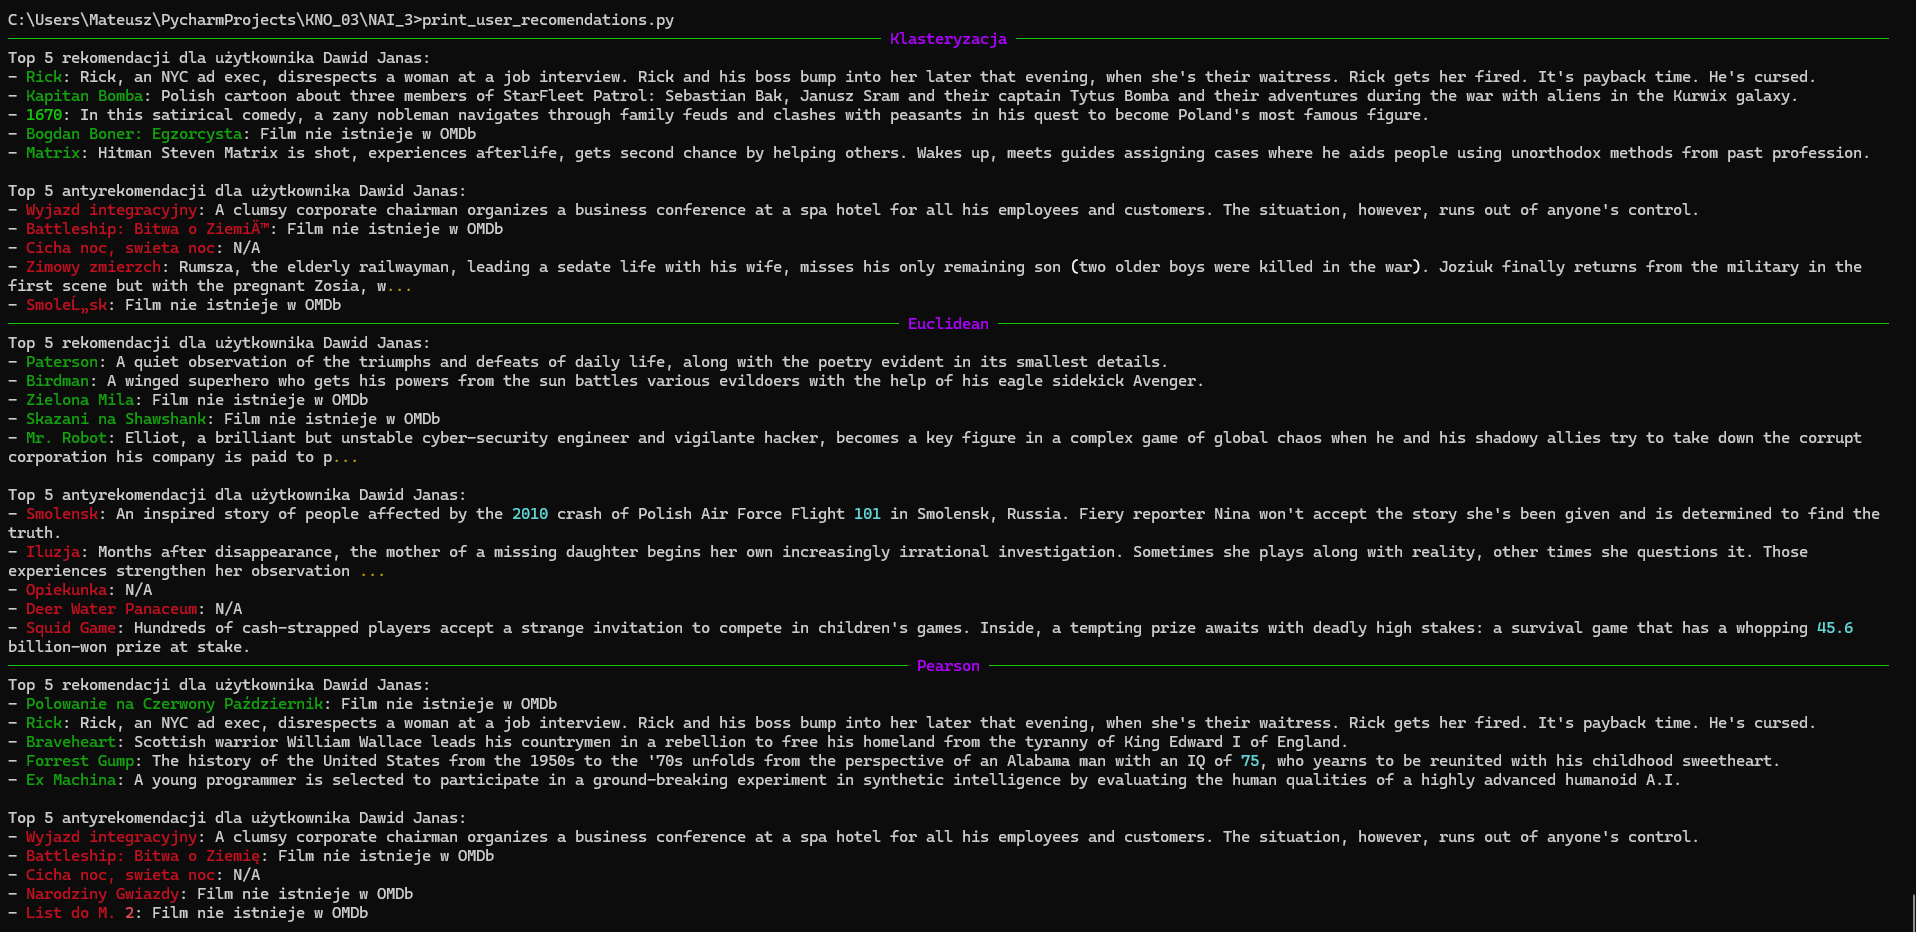 C:\Users\Mateusz\PycharmProjects\KNO_03\NAI_3>print_user_recomendations.py
Klasteryzacja
Top 5 rekomendacji dla użytkownika Dawid Janas:
- Rick: Rick, an NYC ad exec, disrespects a woman at a job interview. Rick and his boss bump into her later that evening, when she's their waitress. Rick gets her fired. It's payback time. He's cursed.
- Kapitan Bomba: Polish cartoon about three members of StarFleet Patrol: Sebastian Bak, Janusz Sram and their captain Tytus Bomba and their adventures during the war with aliens in the Kurwix galaxy.
- 1670: In this satirical comedy, a zany nobleman navigates through family feuds and clashes with peasants in his quest to become Poland's most famous figure.
- Bogdan Boner: Egzorcysta: Film nie istnieje w OMDb
- Matrix: Hitman Steven Matrix is shot, experiences afterlife, gets second chance by helping others. Wakes up, meets guides assigning cases where he aids people using unorthodox methods from past profession.
Top 5 antyrekomendacji dla użytkownika Dawid Janas:
- Wyjazd integracyjny: A clumsy corporate chairman organizes a business conference at a spa hotel for all his employees and customers. The situation, however, runs out of anyone's control.
- Battleship: Bitwa o ZiemiÄ™: Film nie istnieje w OMDb
- Cicha noc, swieta noc: N/A
- Zimowy zmierzch: Rumsza, the elderly railwayman, leading a sedate life with his wife, misses his only remaining son (two older boys were killed in the war). Joziuk finally returns from the military in the
first scene but with the pregnant Zosia, w...
- SmoleĹ„sk: Film nie istnieje w OMDb
Euclidean
Top 5 rekomendacji dla użytkownika Dawid Janas:
- Paterson: A quiet observation of the triumphs and defeats of daily life, along with the poetry evident in its smallest details.
- Birdman: A winged superhero who gets his powers from the sun battles various evildoers with the help of his eagle sidekick Avenger.
- Zielona Mila: Film nie istnieje w OMDb
- Skazani na Shawshank: Film nie istnieje w OMDb
- Mr. Robot: Elliot, a brilliant but unstable cyber-security engineer and vigilante hacker, becomes a key figure in a complex game of global chaos when he and his shadowy allies try to take down the corrupt
corporation his company is paid to p...
Top 5 antyrekomendacji dla użytkownika Dawid Janas:
- Smolensk: An inspired story of people affected by the 2010 crash of Polish Air Force Flight 101 in Smolensk, Russia. Fiery reporter Nina won't accept the story she's been given and is determined to find the
truth.
- Iluzja: Months after disappearance, the mother of a missing daughter begins her own increasingly irrational investigation. Sometimes she plays along with reality, other times she questions it. Those
experiences strengthen her observation ...
- Opiekunka: N/A
- Deer Water Panaceum: N/A
- Squid Game: Hundreds of cash-strapped players accept a strange invitation to compete in children's games. Inside, a tempting prize awaits with deadly high stakes: a survival game that has a whopping 45.6
billion-won prize at stake.
Pearson
Top 5 rekomendacji dla użytkownika Dawid Janas:
- Polowanie na Czerwony Październik: Film nie istnieje w OMDb
- Rick: Rick, an NYC ad exec, disrespects a woman at a job interview. Rick and his boss bump into her later that evening, when she's their waitress. Rick gets her fired. It's payback time. He's cursed.
- Braveheart: Scottish warrior William Wallace leads his countrymen in a rebellion to free his homeland from the tyranny of King Edward I of England.
- Forrest Gump: The history of the United States from the 1950s to the '70s unfolds from the perspective of an Alabama man with an IQ of 75, who yearns to be reunited with his childhood sweetheart.
- Ex Machina: A young programmer is selected to participate in a ground-breaking experiment in synthetic intelligence by evaluating the human qualities of a highly advanced humanoid A.I.
Top 5 antyrekomendacji dla użytkownika Dawid Janas:
- Wyjazd integracyjny: A clumsy corporate chairman organizes a business conference at a spa hotel for all his employees and customers. The situation, however, runs out of anyone's control.
- Battleship: Bitwa o Ziemię: Film nie istnieje w OMDb
- Cicha noc, swieta noc: N/A
- Narodziny Gwiazdy: Film nie istnieje w OMDb
- List do M. 2: Film nie istnieje w OMDb